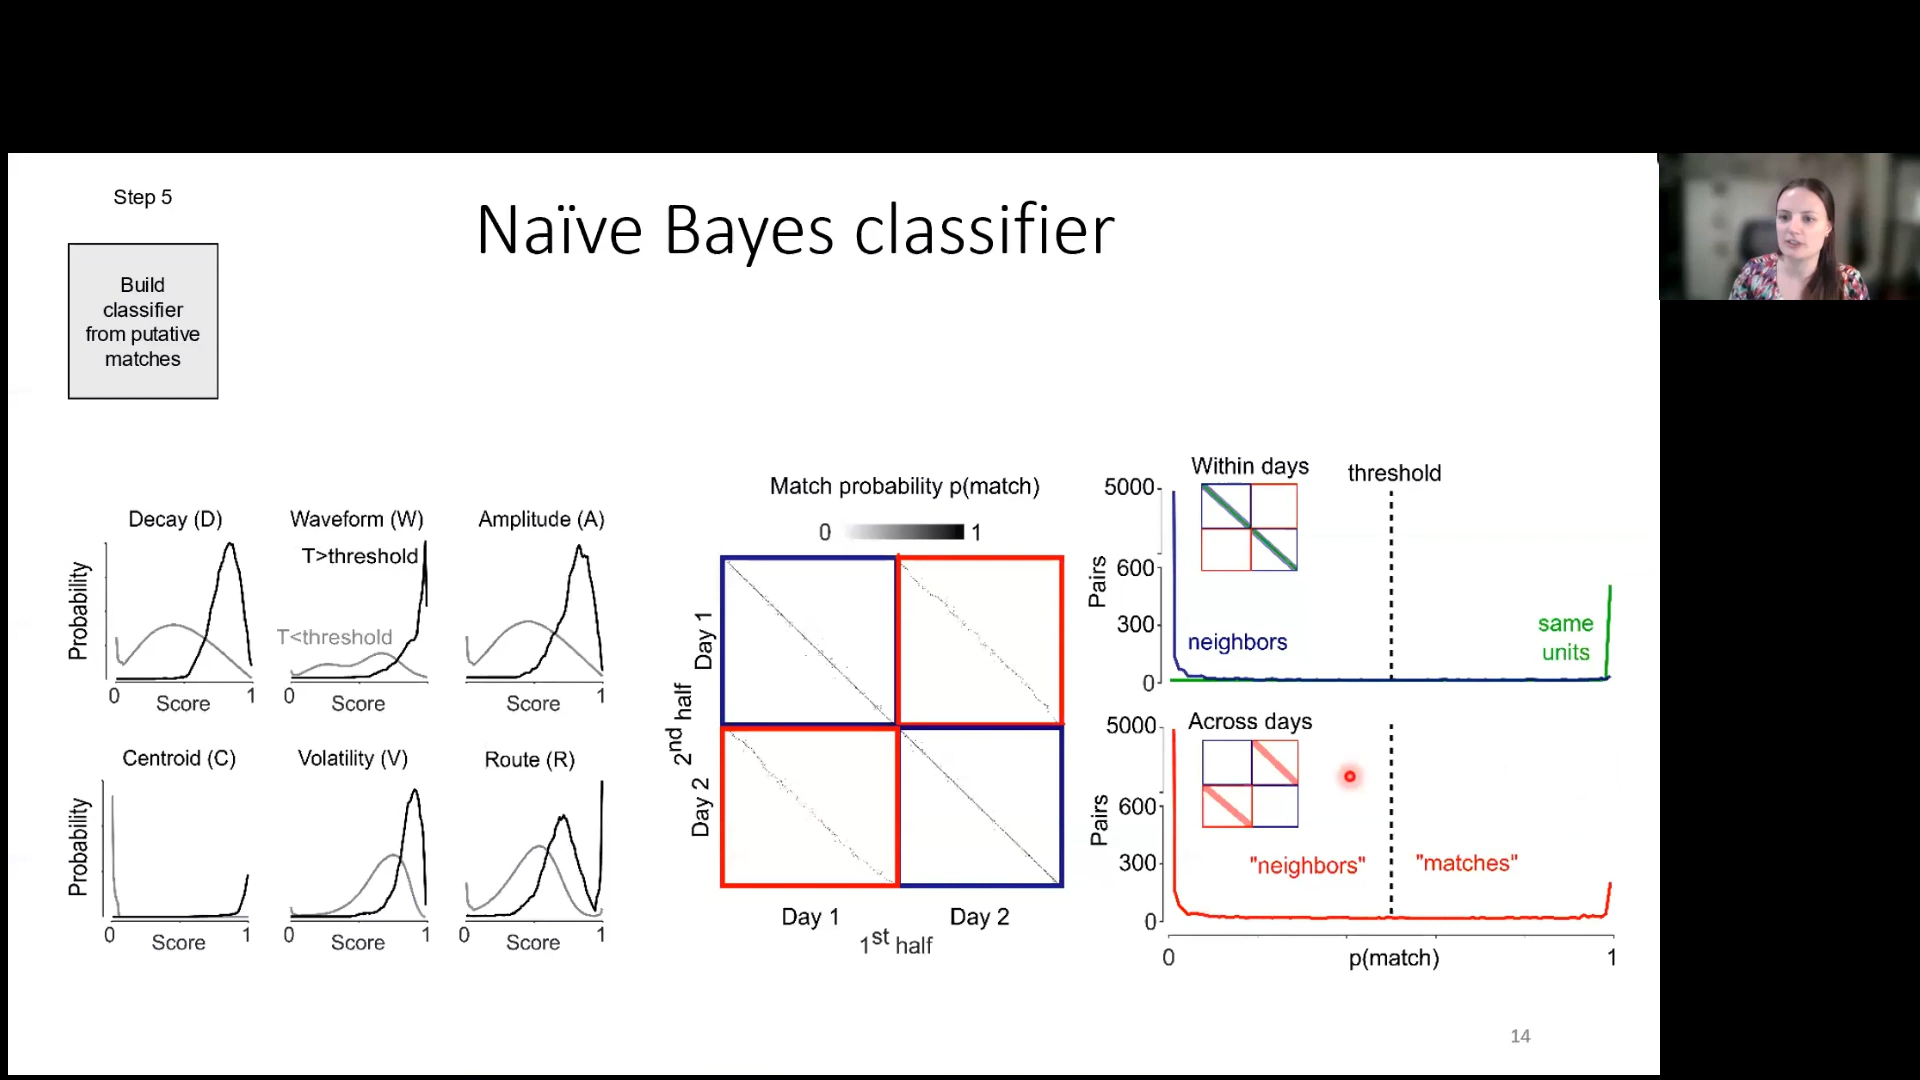 Step 5
Naïve Bayes classifier
Build
classifier
from putative
matches
Decay (D)
Probability
0
1
Score
Waveform (W)
T>threshold
T<threshold
0
1
Score
Amplitude (A)
0
1
Score
Centroid (C)
Probability
0
1
Score
Volatility (V)
0
1
Score
Route (R)
0
1
Score
Match probability p(match)
0
1
Day 1
Day 2
2nd half
Day 1
Day 2
1st half
Within days
threshold
5000
600
300
0
Pairs
neighbors
same
units
Across days
5000
600
300
0
Pairs
"neighbors"
"matches"
0
p(match)
1
14